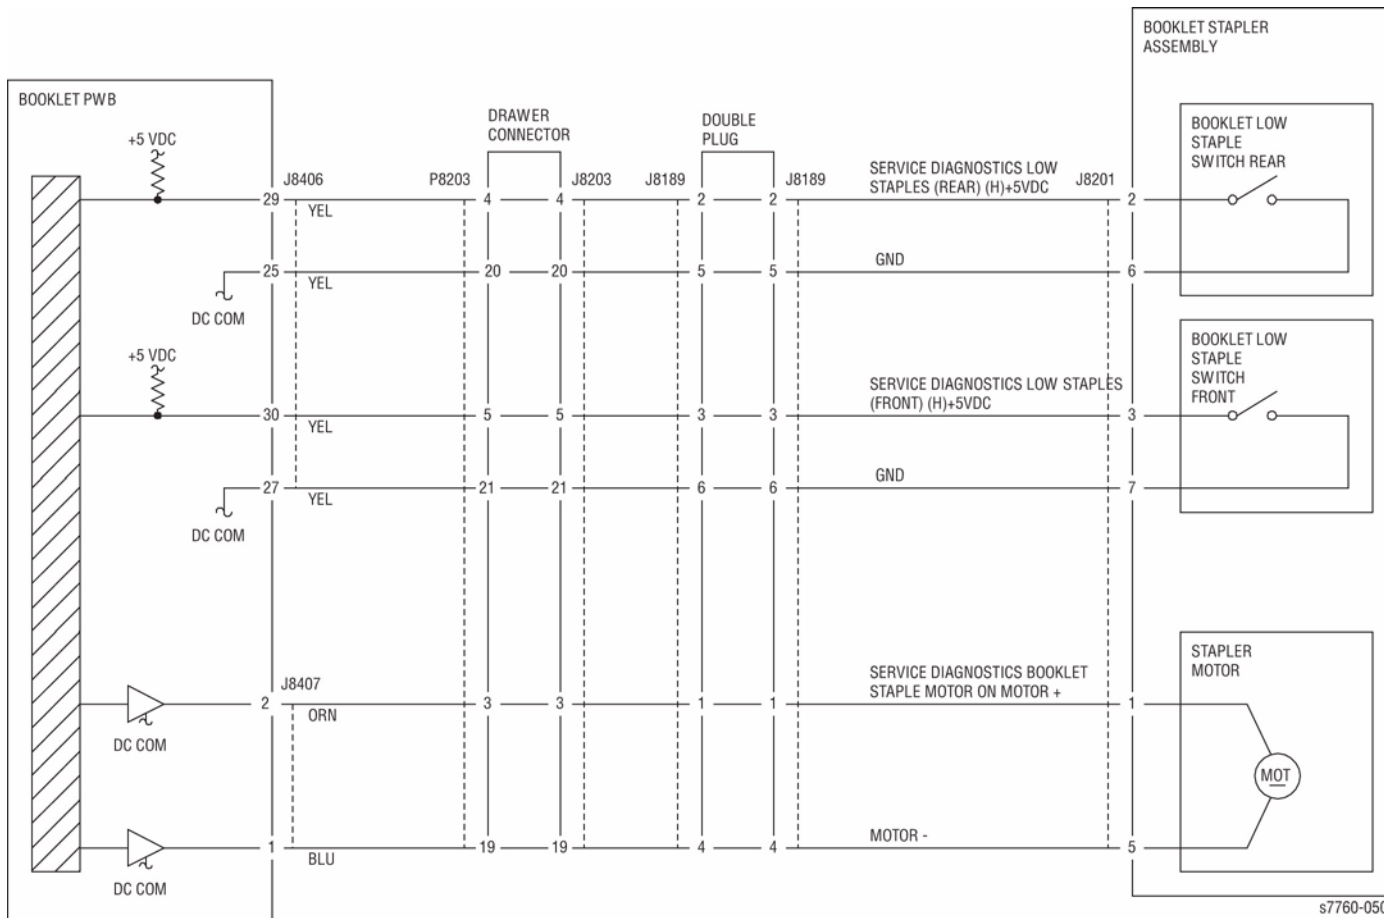 BOOKLET STAPLER
ASSEMBLY
BOOKLET PWB
DRAWER
CONNECTOR
DOUBLE
PLUG
BOOKLET LOW
STAPLE
SWITCH REAR
+5 VDC
J8406
P8203
J8203
J8189
J8189
SERVICE DIAGNOSTICS LOW
STAPLES (REAR) (H)+5VDC
J8201
29
YEL
4
4
2
2
2
25
YEL
20
20
5
5
GND
6
DC COM
+5 VDC
BOOKLET LOW
STAPLE
SWITCH
FRONT
SERVICE DIAGNOSTICS LOW STAPLES
(FRONT) (H)+5VDC
30
YEL
5
5
3
3
3
27
YEL
21
21
6
6
GND
7
DC COM
STAPLER
MOTOR
J8407
SERVICE DIAGNOSTICS BOOKLET
STAPLE MOTOR ON MOTOR +
2
ORN
3
3
1
1
1
DC COM
MOT
1
BLU
19
19
4
4
MOTOR -
5
DC COM
s7760-050